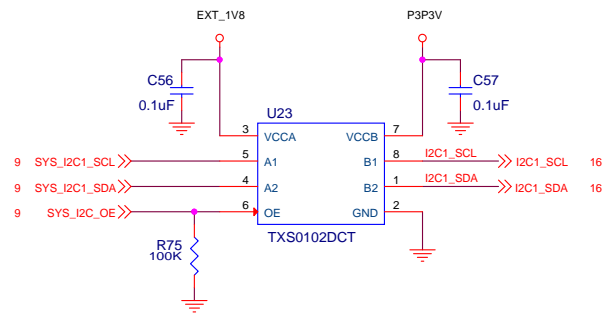 EXT_1V8 P3P3V
C56 C57
0.1uF 0.1uF
U23
3 VCCA VCCB 7
9 SYS_I2C1_SCL 5 A1 B1 8 I2C1_SCL I2C1_SCL 16
9 SYS_I2C1_SDA 4 A2 B2 1 I2C1_SDA I2C1_SDA 16
9 SYS_I2C_OE 6 OE GND 2
TXS0102DCT
R75
100K